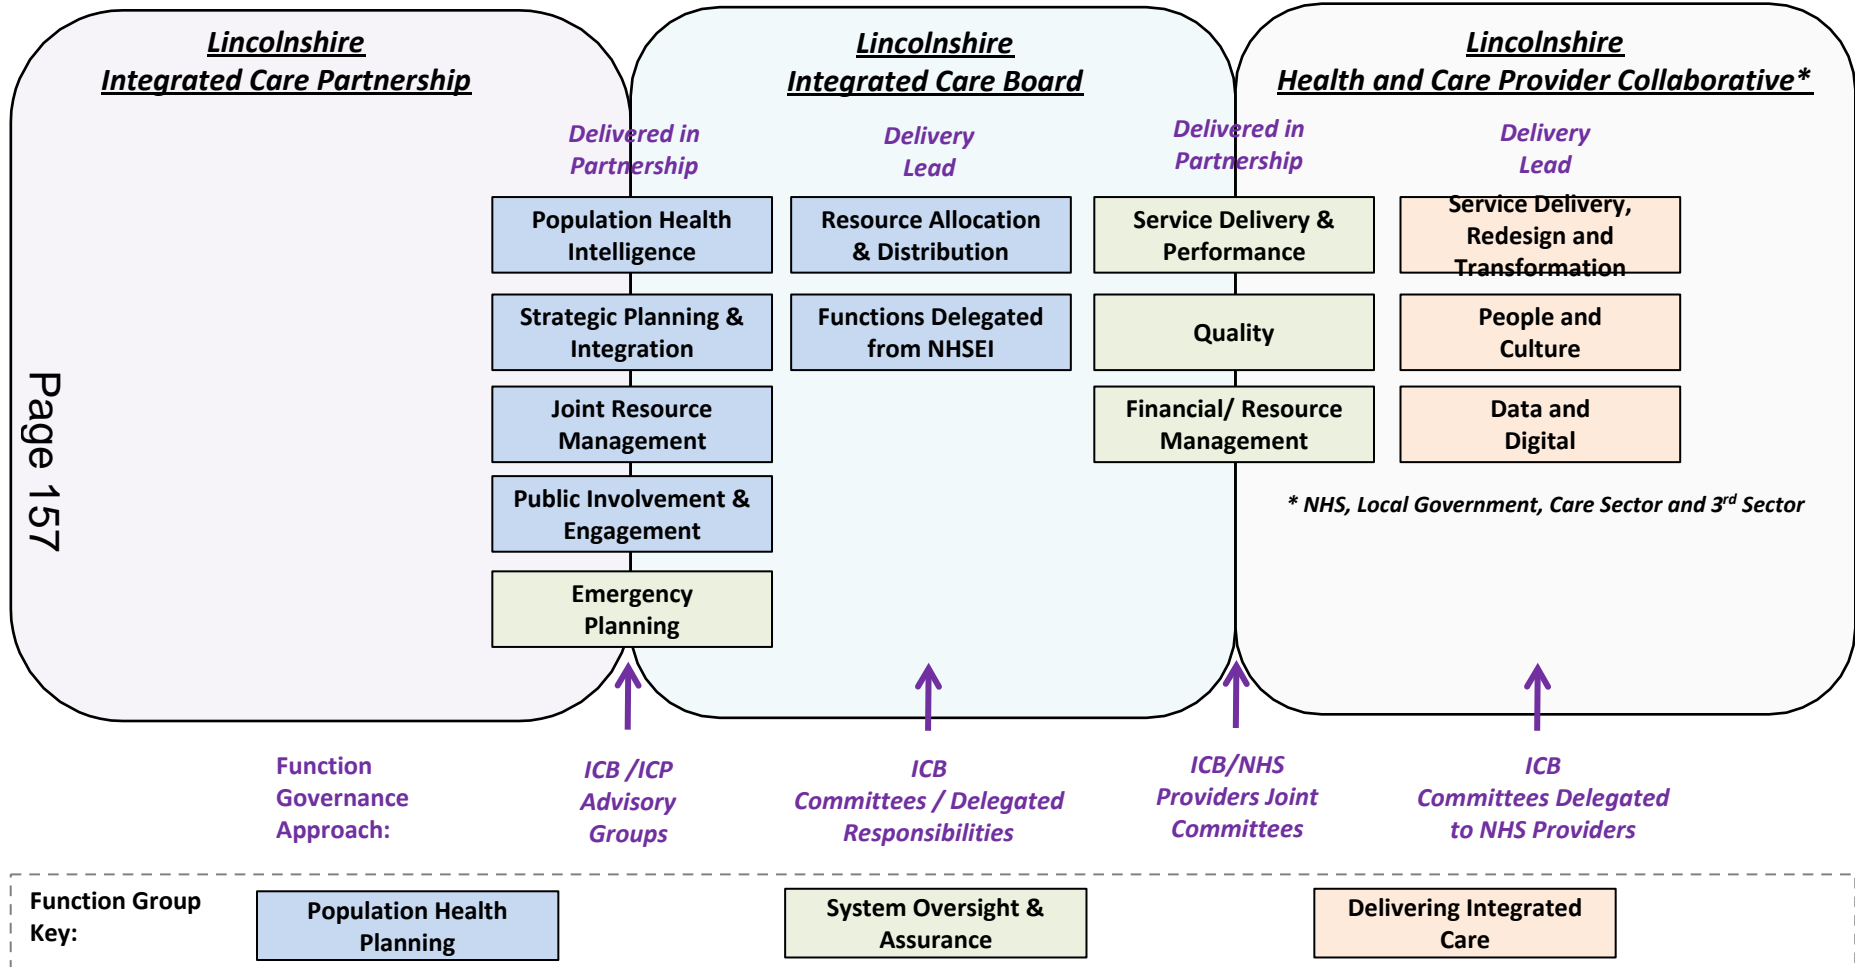 Lincolnshire
Integrated Care Partnership
Lincolnshire
Integrated Care Board
Lincolnshire
Health and Care Provider Collaborative*
Delivered in
Partnership
Delivery
Lead
Delivered in
Partnership
Delivery
Lead
Population Health
Intelligence
Strategic Planning &
Integration
Joint Resource
Management
Public Involvement &
Engagement
Emergency
Planning
Resource Allocation
& Distribution
Functions Delegated
from NHSEI
Service Delivery &
Performance
Quality
Financial/ Resource
Management
Service Delivery,
Redesign and
Transformation
People and
Culture
Data and
Digital
* NHS, Local Government, Care Sector and 3rd Sector
Page 157
Function
Governance
Approach:
ICB /ICP
Advisory
Groups
ICB
Committees / Delegated
Responsibilities
ICB/NHS
Providers Joint
Committees
ICB
Committees Delegated
to NHS Providers
Function Group
Key:
Population Health
Planning
System Oversight &
Assurance
Delivering Integrated
Care